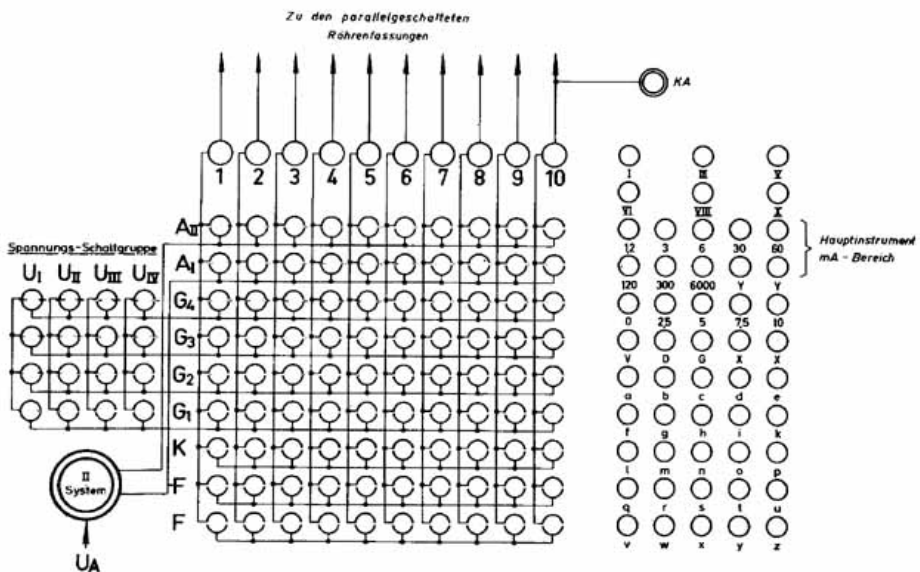 Zu den parallelgeschalteten
Röhrenfassungen
KA
1 2 3 4 5 6 7 8 9 10
I III V
VI VIII X
Spannungs-Schaltgruppe
UI UII UIII UIV
AII
AI
G4
G3
G2
G1
K
F
F
II
System
UA
1,2 3 6 30 60
Hauptinstrument
mA - Bereich
120 300 6000 Y Y
0 2,5 5 7,5 10
V D G X X
a b c d e
f g h i k
l m n o p
q r s t u
v w x y z